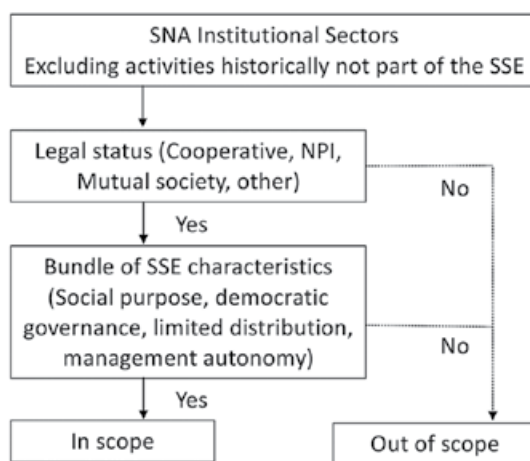 SNA Institutional Sectors
Excluding activities historically not part of the SSE
Legal status (Cooperative, NPI,
Mutual society, other)
No
Yes
Bundle of SSE characteristics
(Social purpose, democratic
governance, limited distribution,
management autonomy)
No
Yes
In scope
Out of scope